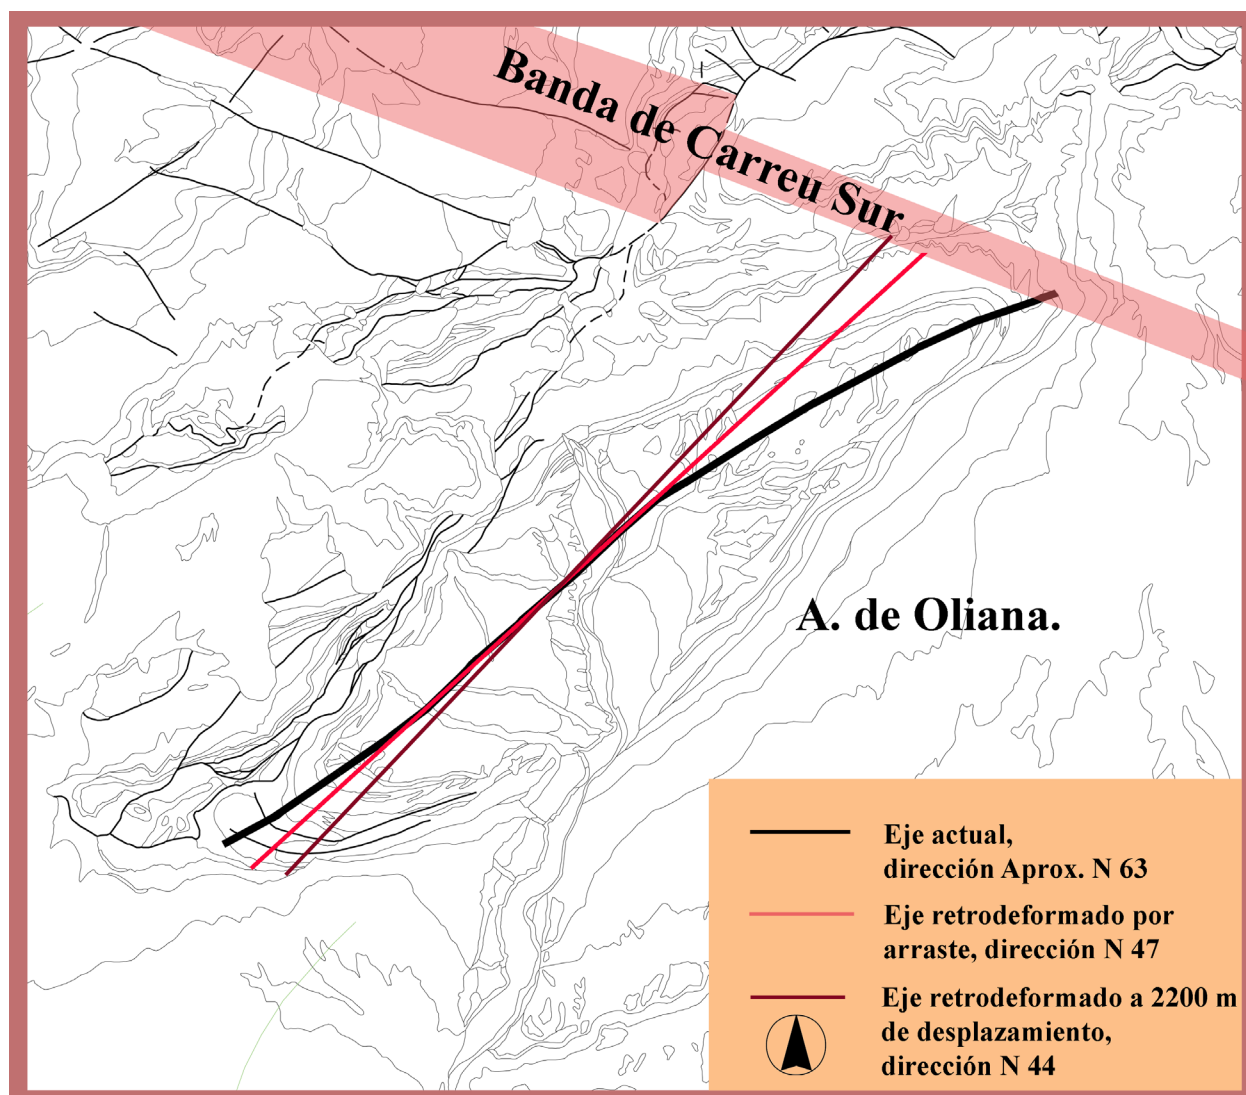 Banda de Carreu Sur
A. de Oliana.
Eje actual,
dirección Aprox. N 63
Eje retrodeformado por
arraste, dirección N 47
Eje retrodeformado a 2200 m
de desplazamiento,
dirección N 44